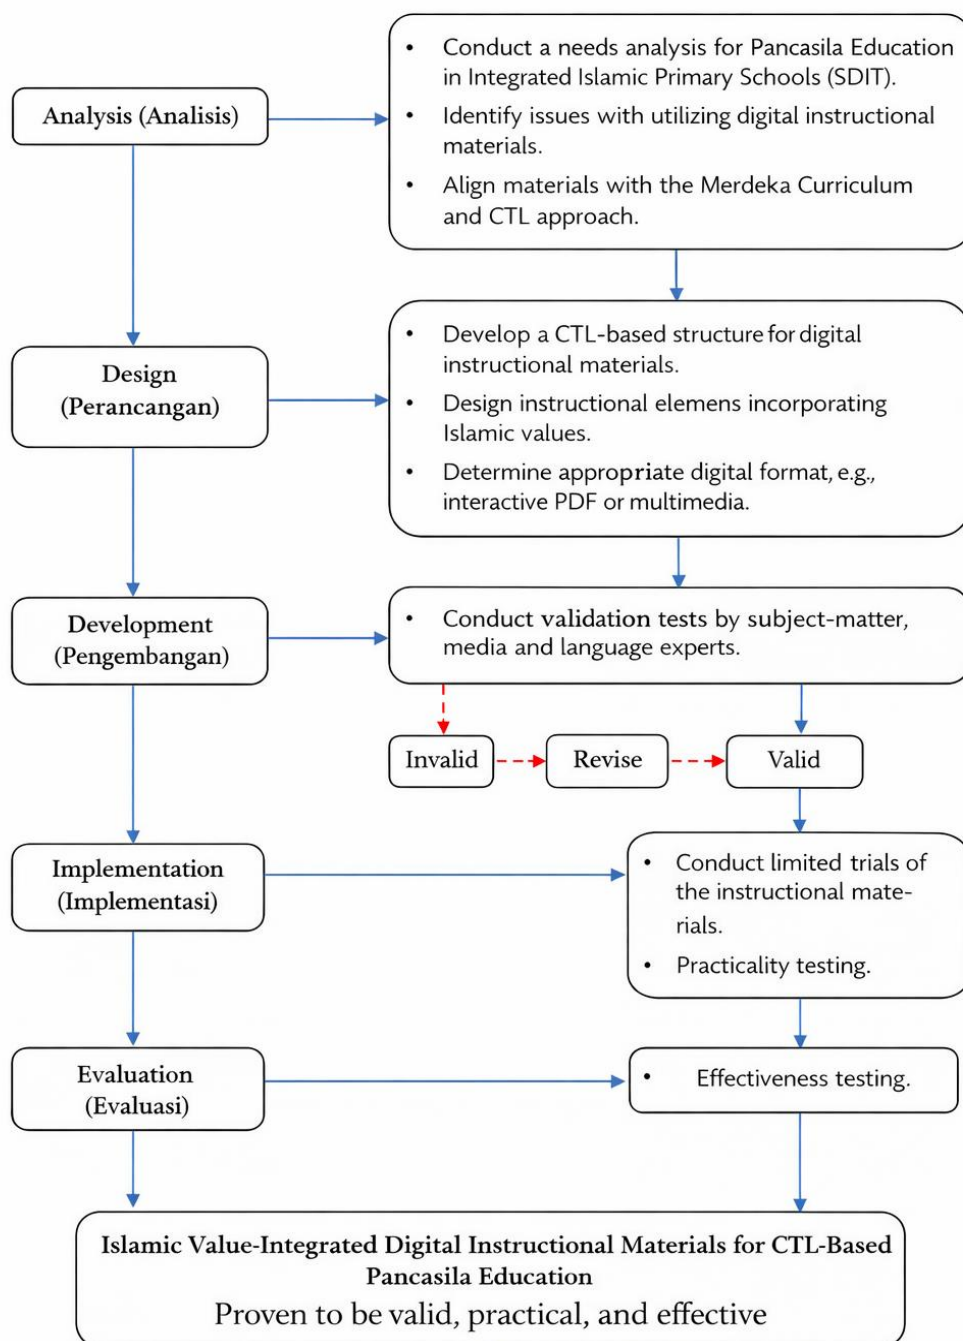 Analysis (Analisis)
• Conduct a needs analysis for Pancasila Education
in Integrated Islamic Primary Schools (SDIT).
• Identify issues with utilizing digital instructional
materials.
• Align materials with the Merdeka Curriculum
and CTL approach.
Design
(Perancangan)
• Develop a CTL-based structure for digital
instructional materials.
• Design instructional elemens incorporating
Islamic values.
• Determine appropriate digital format, e.g.,
interactive PDF or multimedia.
Development
(Pengembangan)
• Conduct validation tests by subject-matter,
media and language experts.
Invalid
Revise
Valid
Implementation
(Implementasi)
• Conduct limited trials of
the instructional mate-
rials.
• Practicality testing.
Evaluation
(Evaluasi)
• Effectiveness testing.
Islamic Value-Integrated Digital Instructional Materials for CTL-Based
Pancasila Education
Proven to be valid, practical, and effective